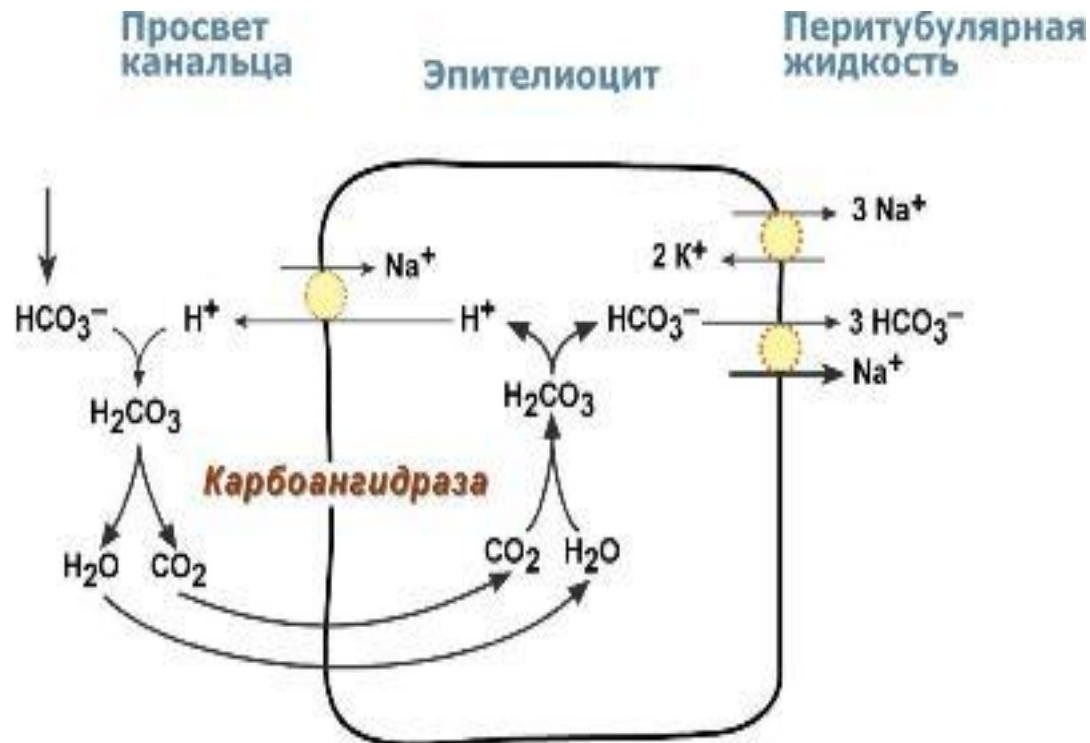 Просвет
канальца
Эпителиоцит
Перитубулярная
жидкость
3 Na⁺
2 K⁺
Na⁺
HCO₃⁻
H⁺
H⁺
HCO₃⁻
3 HCO₃⁻
Na⁺
H₂CO₃
H₂CO₃
Карбоангидраза
H₂O
CO₂
CO₂
H₂O